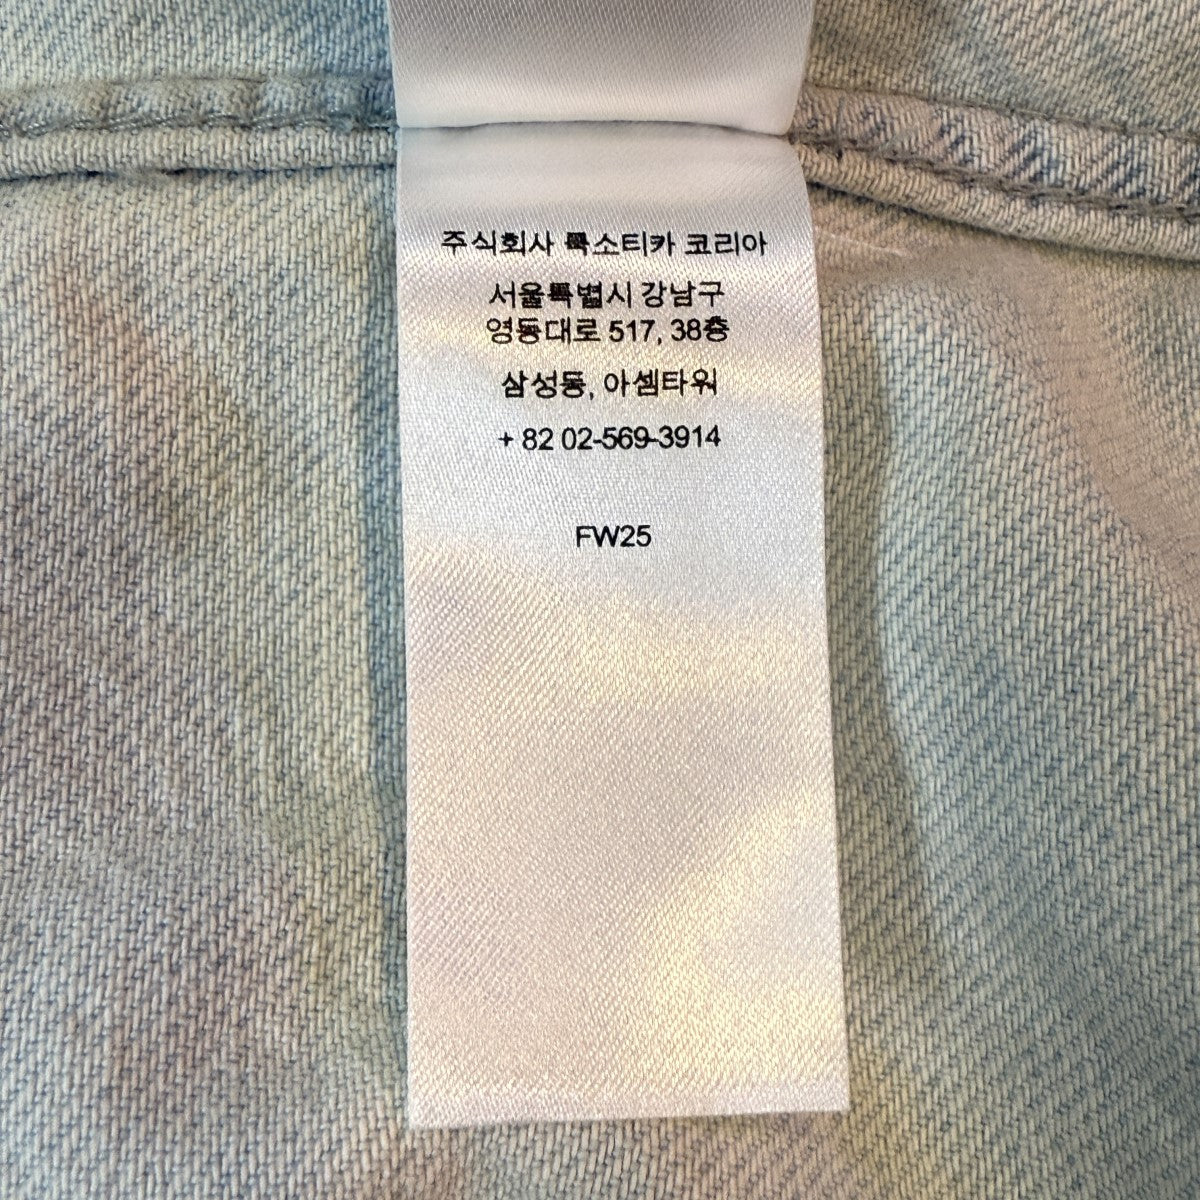 주식회사 룩소티카 코리아
서울특별시 강남구
영동대로 517, 38층
삼성동, 아셈타워
+ 82 02-569-3914
FW25